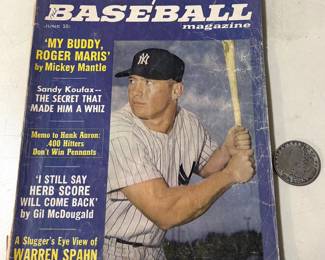 BASEBALL
magazine
'MY BUDDY,
ROGER MARIS'
by Mickey Mantle
Sandy Koufax--
THE SECRET THAT
MADE HIM A WHIZ
Memo to Hank Aaron:
.400 Hitters
Don't Win Pennants
'I STILL SAY
HERB SCORE
WILL COME BACK'
by Gil McDougald
A Slugger's Eye View of
WARREN SPAHN
NY